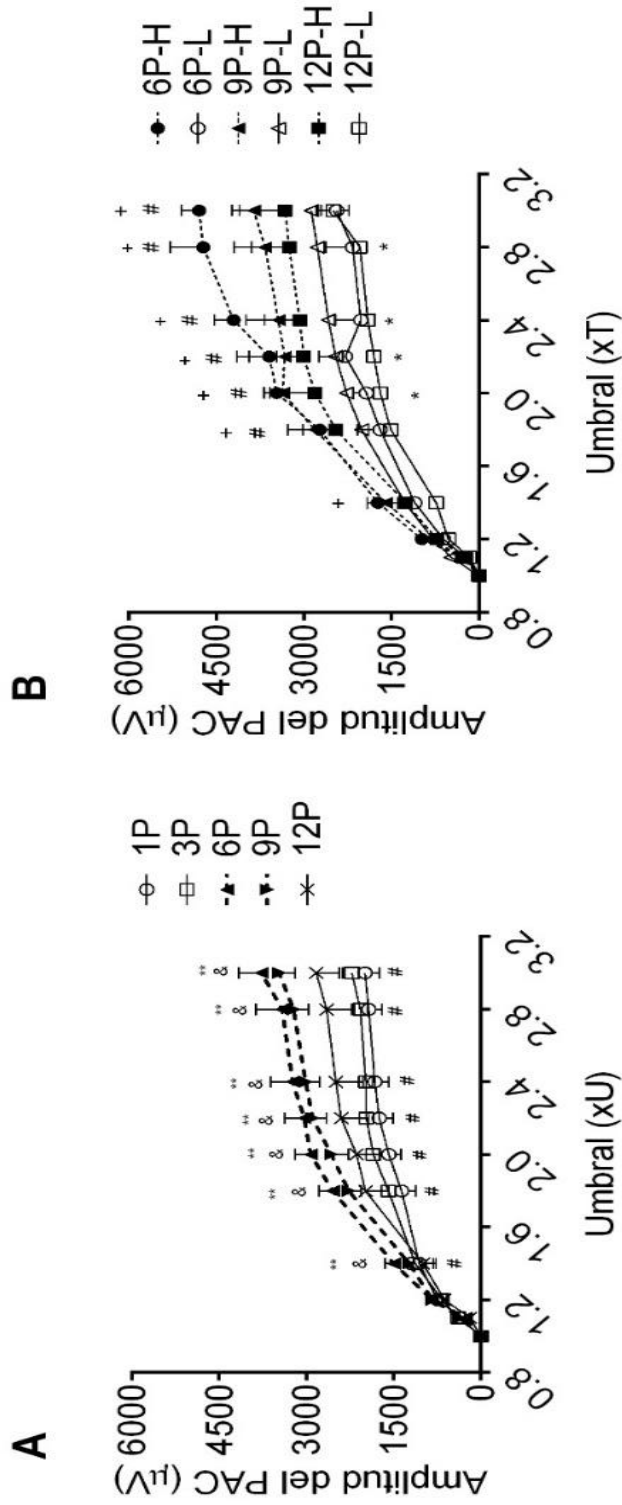 A
Amplitud del PAC (µV)
6000
4500
3000
1500
0
0.8
1.2
1.6
2.0
2.4
2.8
3.2
Umbral (xU)
1P
3P
6P
9P
12P
** ** ** ** ** ** **
& & & & & & &
# # # # # # #
B
Amplitud del PAC (µV)
6000
4500
3000
1500
0
0.8
1.2
1.6
2.0
2.4
2.8
3.2
Umbral (xT)
6P-H
6P-L
9P-H
9P-L
12P-H
12P-L
+ + + + + + +
# # # # # #
* * * *